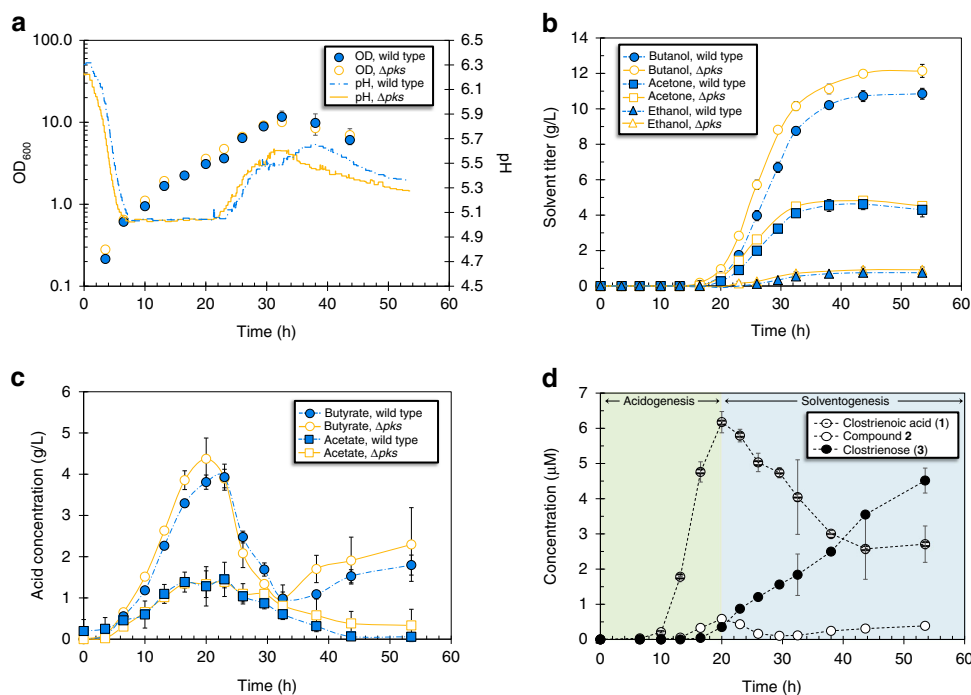 a
100.0
10.0
1.0
0.1
OD600
OD, wild type
OD, Δpks
pH, wild type
pH, Δpks
6.5
6.3
6.1
5.9
5.7
5.5
5.3
5.1
4.9
4.7
4.5
pH
0 10 20 30 40 50 60
Time (h)
b
14
12
10
8
6
4
2
0
Solvent titer (g/L)
Butanol, wild type
Butanol, Δpks
Acetone, wild type
Acetone, Δpks
Ethanol, wild type
Ethanol, Δpks
0 10 20 30 40 50 60
Time (h)
c
6
5
4
3
2
1
0
Acid concentration (g/L)
Butyrate, wild type
Butyrate, Δpks
Acetate, wild type
Acetate, Δpks
0 10 20 30 40 50 60
Time (h)
d
7
6
5
4
3
2
1
0
Concentration (µM)
Acidogenesis
Solventogenesis
Clostrienoic acid (1)
Compound 2
Clostrienose (3)
0 10 20 30 40 50 60
Time (h)